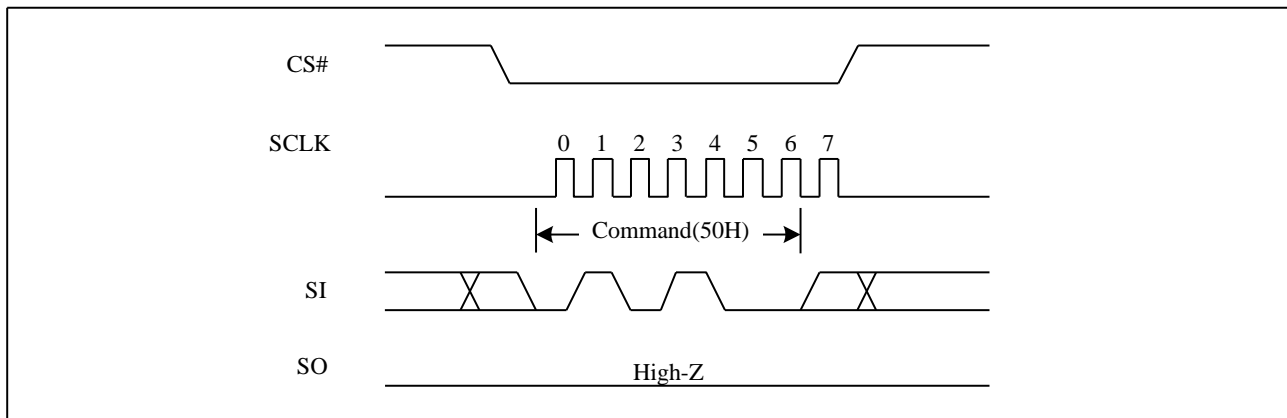 CS#
SCLK
0 1 2 3 4 5 6 7
Command(50H)
SI
SO
High-Z